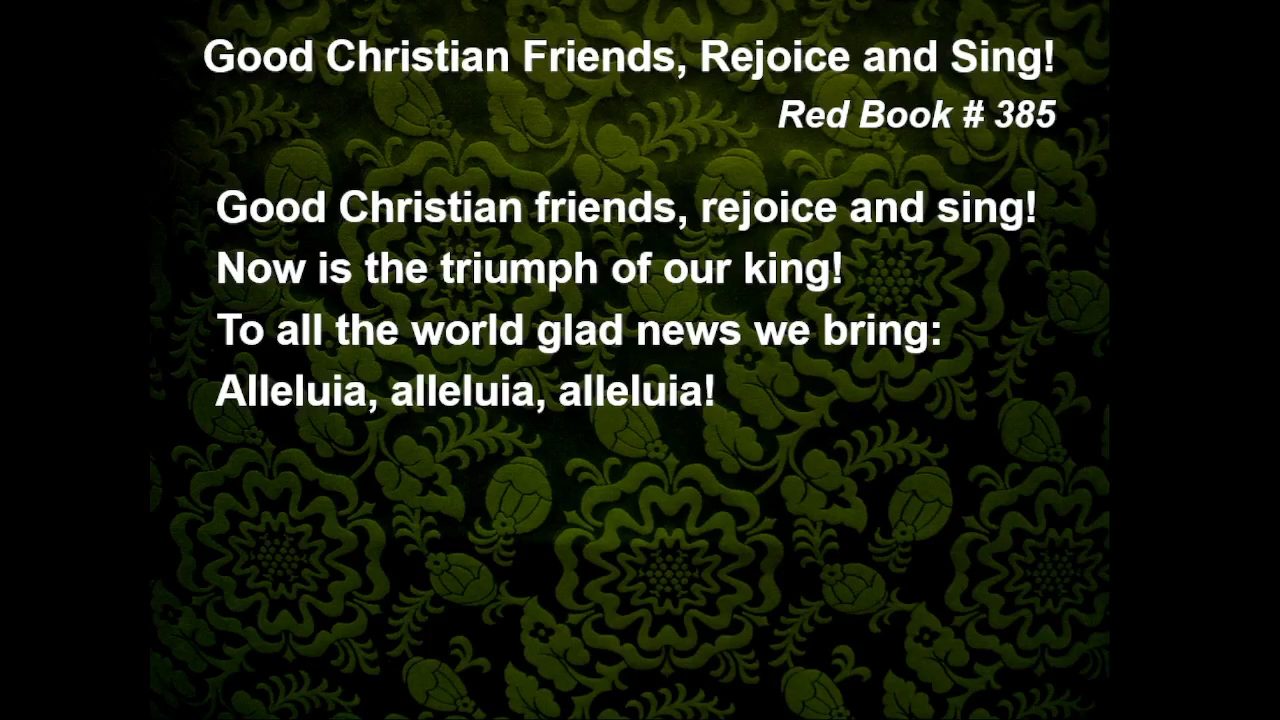 Good Christian Friends, Rejoice and Sing!
Red Book # 385
Good Christian friends, rejoice and sing!
Now is the triumph of our king!
To all the world glad news we bring:
Alleluia, alleluia, alleluia!